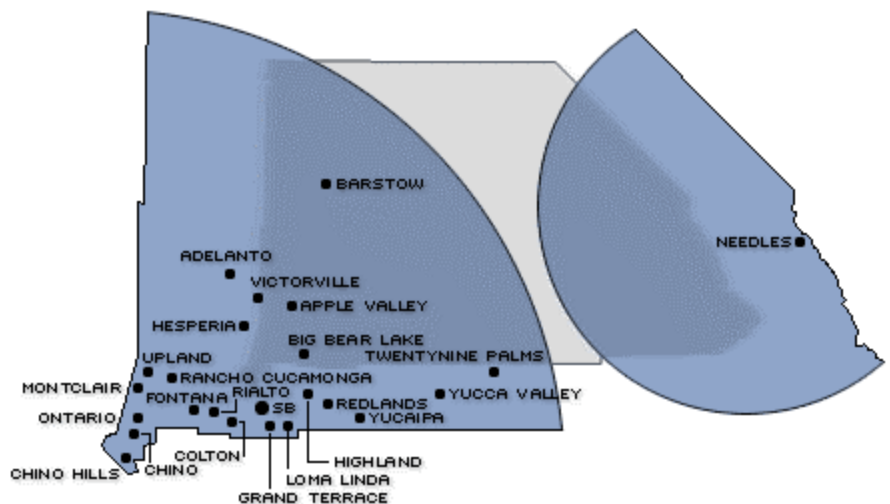 BARSTOW
NEEDLES
ADELANTO
VICTORVILLE
APPLE VALLEY
HESPERIA
BIG BEAR LAKE
UPLAND
TWENTYNINE PALMS
MONTCLAIR
RANCHO CUCAMONGA
FONTANA
RIALTO
YUCCA VALLEY
SB
REDLANDS
ONTARIO
YUCAIPA
COLTON
HIGHLAND
CHINO HILLS
CHINO
LOMA LINDA
GRAND TERRACE